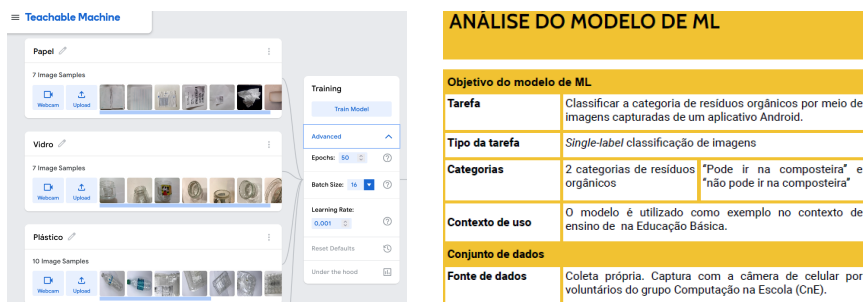 Teachable Machine
Papel
7 Image Samples
Webcam
Upload
Vidro
7 Image Samples
Webcam
Upload
Plástico
10 Image Samples
Webcam
Upload
Training
Train Model
Advanced
Epochs: 50
Batch Size: 16
Learning Rate:
0,001
Reset Defaults
Under the hood
ANÁLISE DO MODELO DE ML
Objetivo do modelo de ML
Tarefa
Classificar a categoria de resíduos orgânicos por meio de
imagens capturadas de um aplicativo Android.
Tipo da tarefa
Single-label classificação de imagens
Categorias
2 categorias de resíduos
orgânicos
"Pode ir na composteira" e
"não pode ir na composteira"
Contexto de uso
O modelo é utilizado como exemplo no contexto de
ensino de na Educação Básica.
Conjunto de dados
Fonte de dados
Coleta própria. Captura com a câmera de celular por
voluntários do grupo Computação na Escola (CnE).